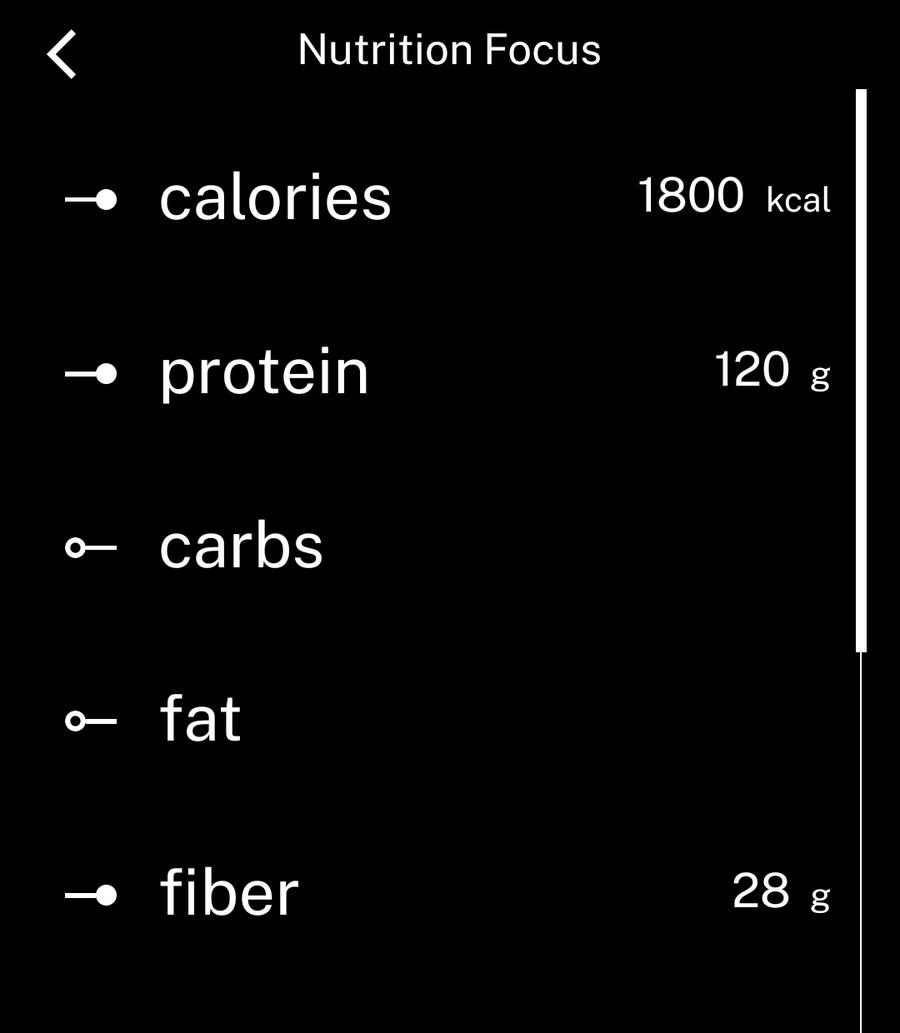 Nutrition Focus
calories 1800 kcal
protein 120 g
carbs
fat
fiber 28 g